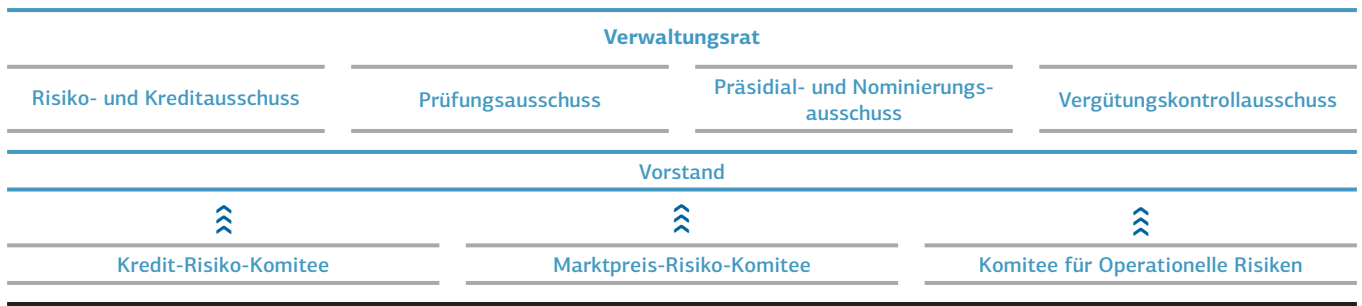 Verwaltungsrat
Risiko- und Kreditausschuss
Prüfungsausschuss
Präsidial- und Nominierungs-
ausschuss
Vergütungskontrollausschuss
Vorstand
Kredit-Risiko-Komitee
Marktpreis-Risiko-Komitee
Komitee für Operationelle Risiken